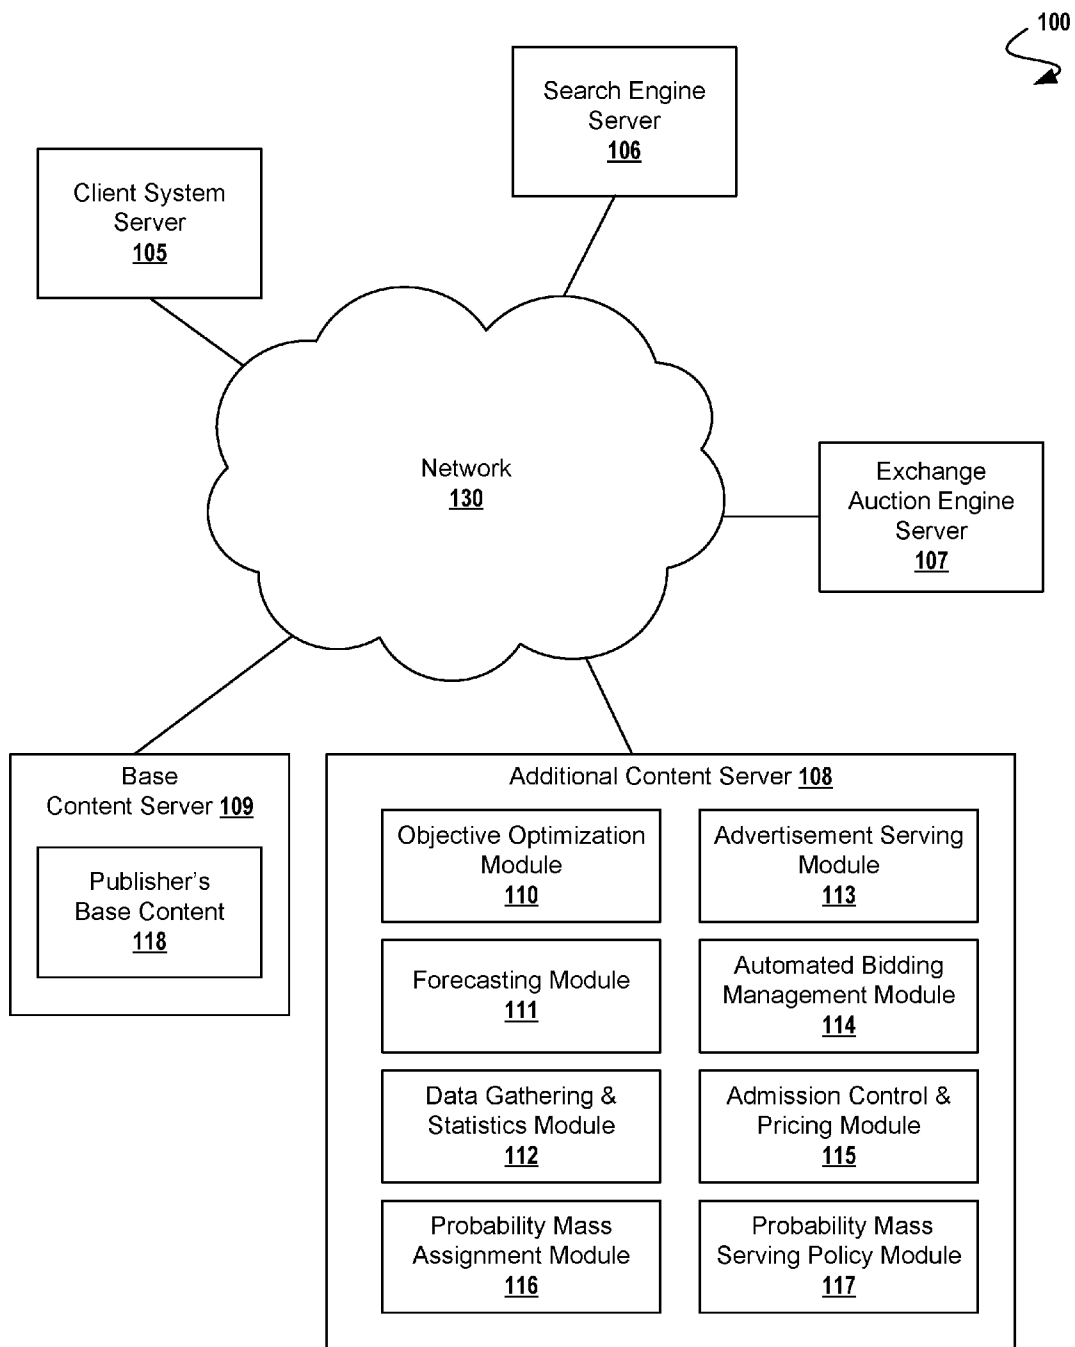 100
Search Engine
Server
106
Client System
Server
105
Network
130
Exchange
Auction Engine
Server
107
Base
Content Server 109
Publisher's
Base Content
118
Additional Content Server 108
Objective Optimization
Module
110
Advertisement Serving
Module
113
Forecasting Module
111
Automated Bidding
Management Module
114
Data Gathering &
Statistics Module
112
Admission Control &
Pricing Module
115
Probability Mass
Assignment Module
116
Probability Mass
Serving Policy Module
117